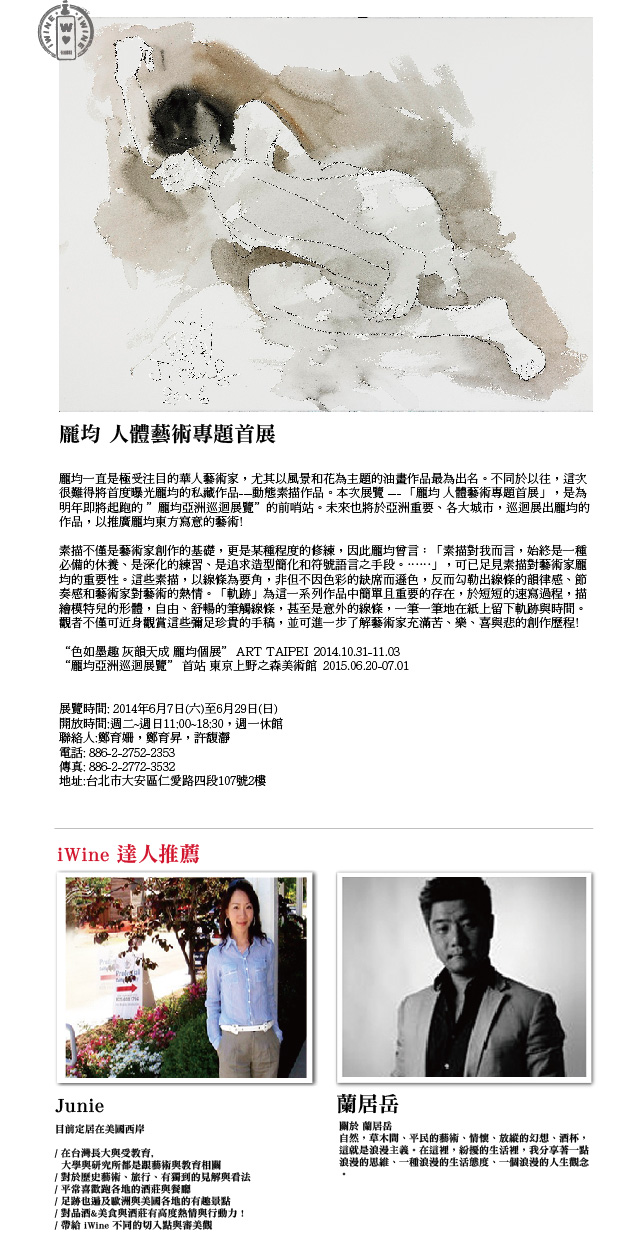 IWINE
W
IWINE
龐均 人體藝術專題首展
龐均一直是極受注目的華人藝術家，尤其以風景和花為主題的油畫作品最為出名。不同於以往，這次
很難得將首度曝光龐均的私藏作品---動態素描作品。本次展覽 --- 「龐均 人體藝術專題首展」，是為
明年即將起跑的 ” 龐均亞洲巡迴展覽” 的前哨站。未來也將於亞洲重要、各大城市，巡迴展出龐均的
作品，以推廣龐均東方寫意的藝術!
素描不僅是藝術家創作的基礎，更是某種程度的修練，因此龐均曾言：「素描對我而言，始終是一種
必備的休養、是深化的練習、是追求造型簡化和符號語言之手段。……」，可已足見素描對藝術家龐
均的重要性。這些素描，以線條為要角，非但不因色彩的缺席而遜色，反而勾勒出線條的韻律感、節
奏感和藝術家對藝術的熱情。「軌跡」為這一系列作品中簡單且重要的存在，於短短的速寫過程，描
繪模特兒的形體，自由、舒暢的筆觸線條，甚至是意外的線條，一筆一筆地在紙上留下軌跡與時間。
觀者不僅可近身觀賞這些彌足珍貴的手稿，並可進一步了解藝術家充滿苦、樂、喜與悲的創作歷程!
“色如墨趣 灰韻天成 龐均個展” ART TAIPEI 2014.10.31-11.03
“龐均亞洲巡迴展覽” 首站 東京上野之森美術館 2015.06.20-07.01
展覽時間: 2014年6月7日(六)至6月29日(日)
開放時間:週二~週日11:00~18:30，週一休館
聯絡人:鄭育姍，鄭育昇，許馥瀞
電話: 886-2-2752-2353
傳真: 886-2-2772-3532
地址:台北市大安區仁愛路四段107號2樓
iWine 達人推薦
Junie
目前定居在美國西岸
/ 在台灣長大與受教育,
大學與研究所都是跟藝術與教育相關
/ 對於歷史藝術、旅行、有獨到的見解與看法
/ 平常喜歡跑各地的酒莊與餐廳
/ 足跡也遍及歐洲與美國各地的有趣景點
/ 對品酒&美食與酒莊有高度熱情與行動力！
/ 帶給 iWine 不同的切入點與審美觀
蘭居岳
關於 蘭居岳
自然，草木間、平民的藝術、情懷、放縱的幻想、酒杯，
這就是浪漫主義。在這裡，紛擾的生活裡，我分享著一點
浪漫的思維、一種浪漫的生活態度、一個浪漫的人生觀念
。